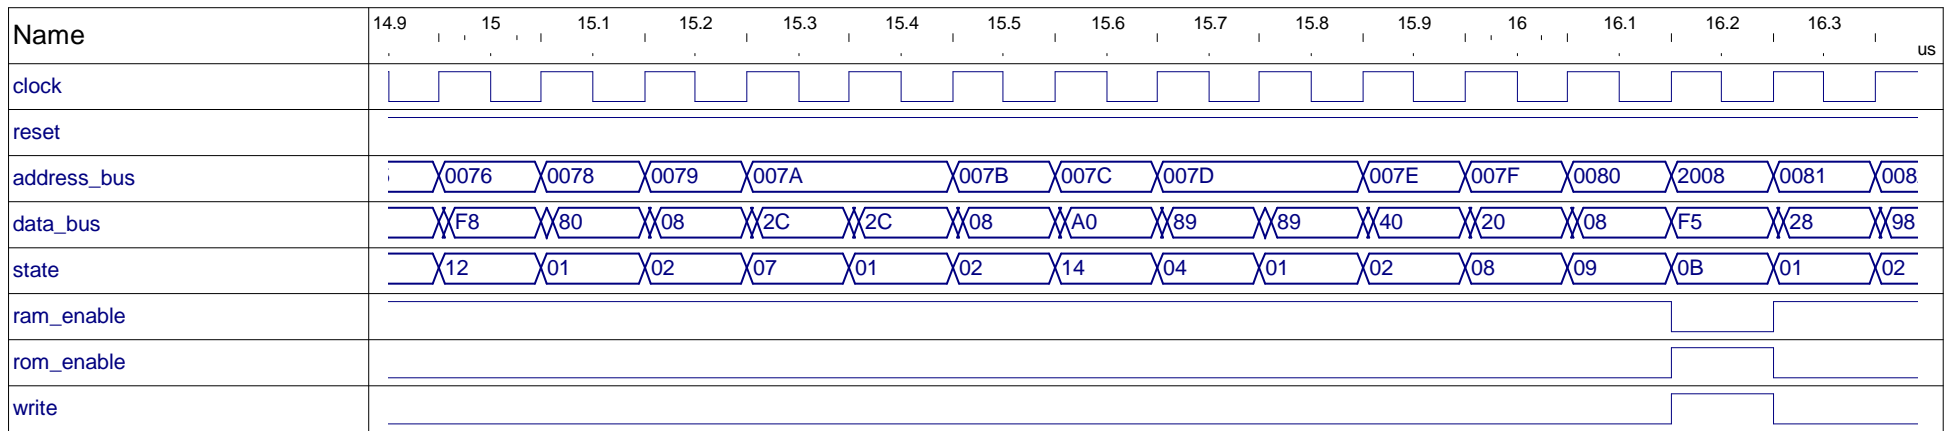 Name 14.9 15 15.1 15.2 15.3 15.4 15.5 15.6 15.7 15.8 15.9 16 16.1 16.2 16.3
us
clock
reset
address_bus 0076 0078 0079 007A 007B 007C 007D 007E 007F 0080 2008 0081 008
data_bus F8 80 08 2C 2C 08 A0 89 89 40 20 08 F5 28 98
state 12 01 02 07 01 02 14 04 01 02 08 09 0B 01 02
ram_enable
rom_enable
write